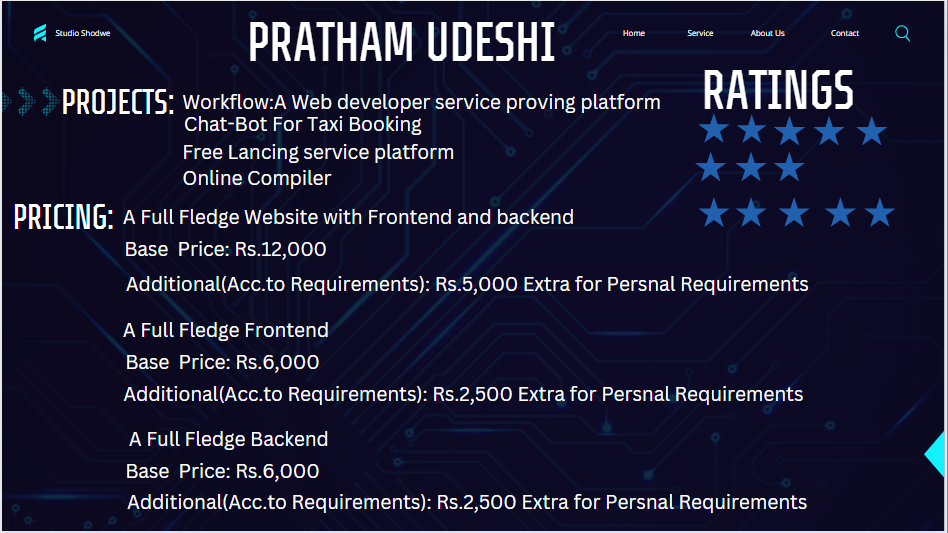 Studio Shodwe
PRATHAM UDESHI
Home Service About Us Contact
RATINGS
PROJECTS: Workflow:A Web developer service proving platform
Chat-Bot For Taxi Booking
Free Lancing service platform
Online Compiler
PRICING: A Full Fledge Website with Frontend and backend
Base Price: Rs.12,000
Additional(Acc.to Requirements): Rs.5,000 Extra for Persnal Requirements
A Full Fledge Frontend
Base Price: Rs.6,000
Additional(Acc.to Requirements): Rs.2,500 Extra for Persnal Requirements
A Full Fledge Backend
Base Price: Rs.6,000
Additional(Acc.to Requirements): Rs.2,500 Extra for Persnal Requirements